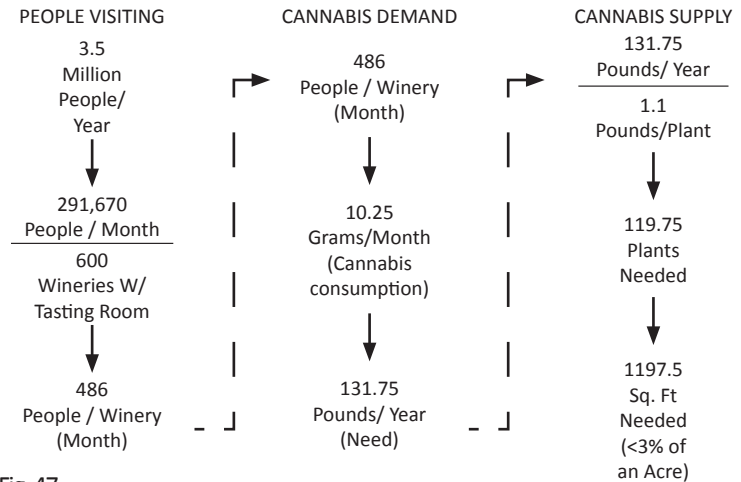 PEOPLE VISITING
3.5
Million
People/
Year
291,670
People / Month
600
Wineries W/
Tasting Room
486
People / Winery
(Month)
CANNABIS DEMAND
486
People / Winery
(Month)
10.25
Grams/Month
(Cannabis
consumption)
131.75
Pounds/ Year
(Need)
CANNABIS SUPPLY
131.75
Pounds/ Year
1.1
Pounds/Plant
119.75
Plants
Needed
1197.5
Sq. Ft
Needed
(<3% of
an Acre)